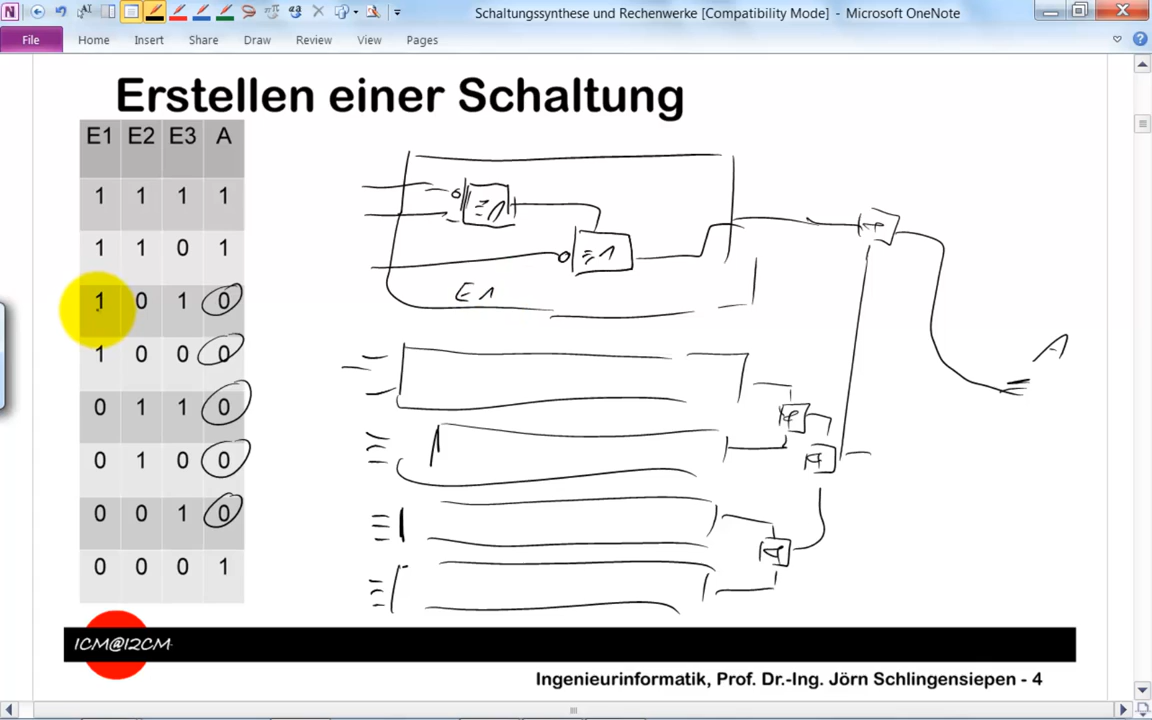 Schaltungssynthese und Rechenwerke [Compatibility Mode] - Microsoft OneNote
File Home Insert Share Draw Review View Pages
Erstellen einer Schaltung
E1 E2 E3 A
1 1 1 1
1 1 0 1
1 0 1 0
1 0 0 0
0 1 1 0
0 1 0 0
0 0 1 0
0 0 0 1
≥1
≥1
E1
A
ICM@I2CM
Ingenieurinformatik, Prof. Dr.-Ing. Jörn Schlingensiepen - 4